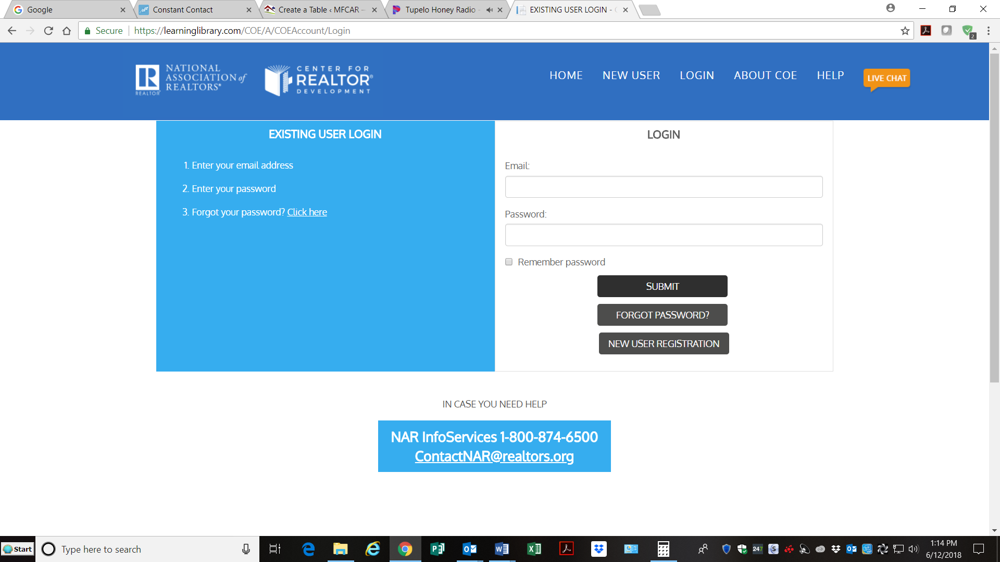 Google
Constant Contact
Create a Table ‹ MFCAR –
Tupelo Honey Radio -
EXISTING USER LOGIN -
Secure
https://learninglibrary.com/COE/A/COEAccount/Login
2
NATIONAL
ASSOCIATION of
REALTORS®
REALTOR®
CENTER FOR
REALTOR®
DEVELOPMENT
HOME
NEW USER
LOGIN
ABOUT COE
HELP
LIVE CHAT
EXISTING USER LOGIN
1. Enter your email address
2. Enter your password
3. Forgot your password? Click here
LOGIN
Email:
Password:
Remember password
SUBMIT
FORGOT PASSWORD?
NEW USER REGISTRATION
IN CASE YOU NEED HELP
NAR InfoServices 1-800-874-6500
ContactNAR@realtors.org
Start
Type here to search
247
1:14 PM
6/12/2018